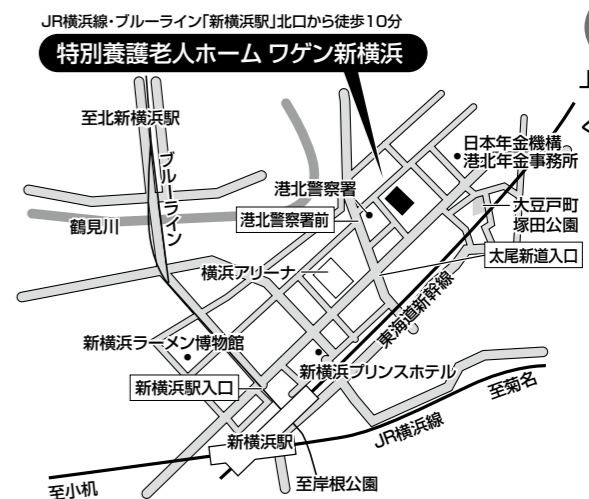 JR横浜線・ブルーライン「新横浜駅」北口から徒歩10分
特別養護老人ホーム ワゲン新横浜
至北新横浜駅
ブルーライン
日本年金機構
港北年金事務所
港北警察署
大豆戸町
塚田公園
鶴見川
港北警察署前
太尾新道入口
横浜アリーナ
東海道新幹線
新横浜ラーメン博物館
新横浜プリンスホテル
新横浜駅入口
至菊名
JR横浜線
新横浜駅
至岸根公園
至小机